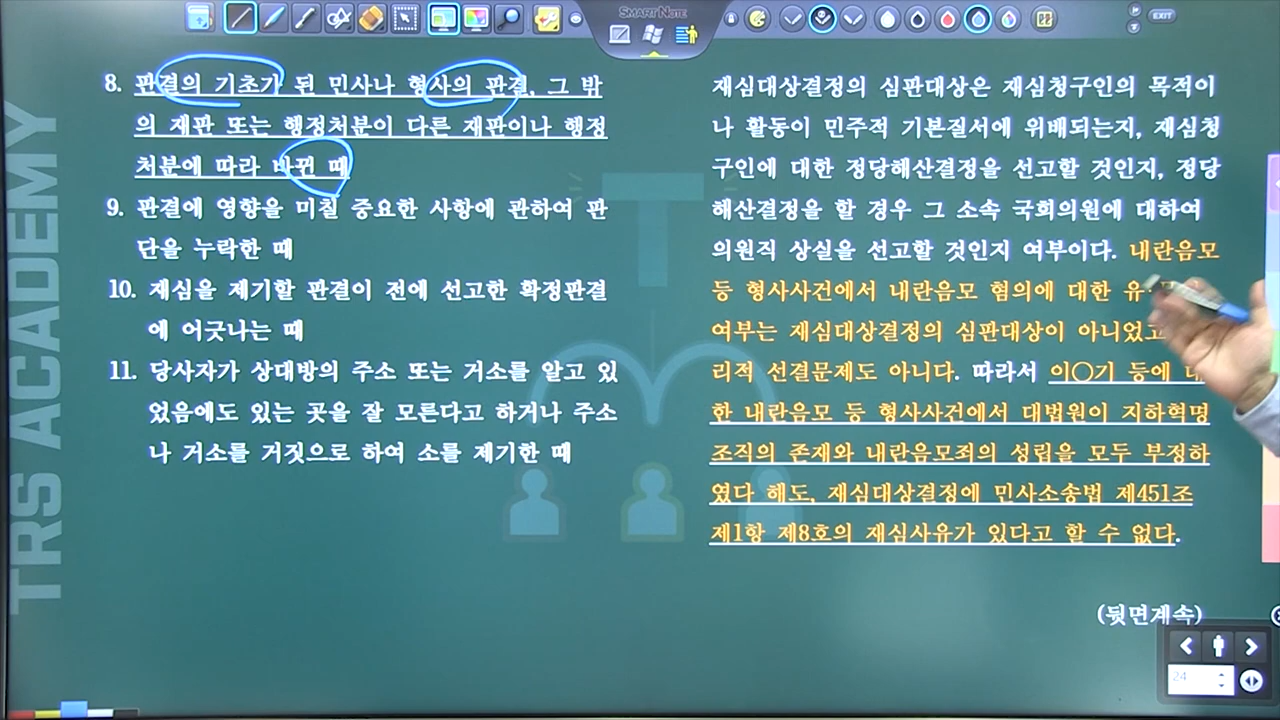 SMART NOTE
EXIT
TRS ACADEMY
8. 판결의 기초가 된 민사나 형사의 판결, 그 밖
의 재판 또는 행정처분이 다른 재판이나 행정
처분에 따라 바뀐 때
9. 판결에 영향을 미칠 중요한 사항에 관하여 판
단을 누락한 때
10. 재심을 제기할 판결이 전에 선고한 확정판결
에 어긋나는 때
11. 당사자가 상대방의 주소 또는 거소를 알고 있
었음에도 있는 곳을 잘 모른다고 하거나 주소
나 거소를 거짓으로 하여 소를 제기한 때
재심대상결정의 심판대상은 재심청구인의 목적이
나 활동이 민주적 기본질서에 위배되는지, 재심청
구인에 대한 정당해산결정을 선고할 것인지, 정당
해산결정을 할 경우 그 소속 국회의원에 대하여
의원직 상실을 선고할 것인지 여부이다. 내란음모
등 형사사건에서 내란음모 혐의에 대한 유
여부는 재심대상결정의 심판대상이 아니었고
리적 선결문제도 아니다. 따라서 이〇기 등에
한 내란음모 등 형사사건에서 대법원이 지하혁명
조직의 존재와 내란음모죄의 성립을 모두 부정하
였다 해도, 재심대상결정에 민사소송법 제451조
제1항 제8호의 재심사유가 있다고 할 수 없다.
(뒷면계속)
24